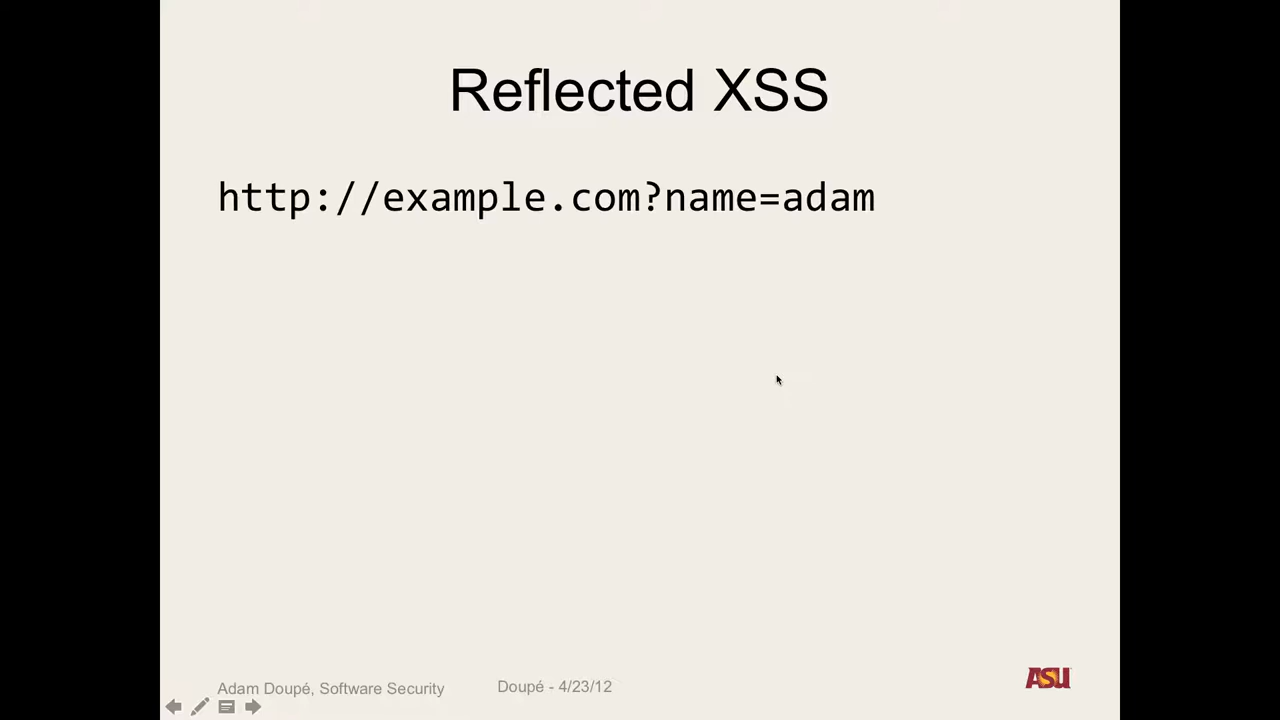 Reflected XSS
http://example.com?name=adam
Adam Doupé, Software Security
Doupé - 4/23/12
ASU